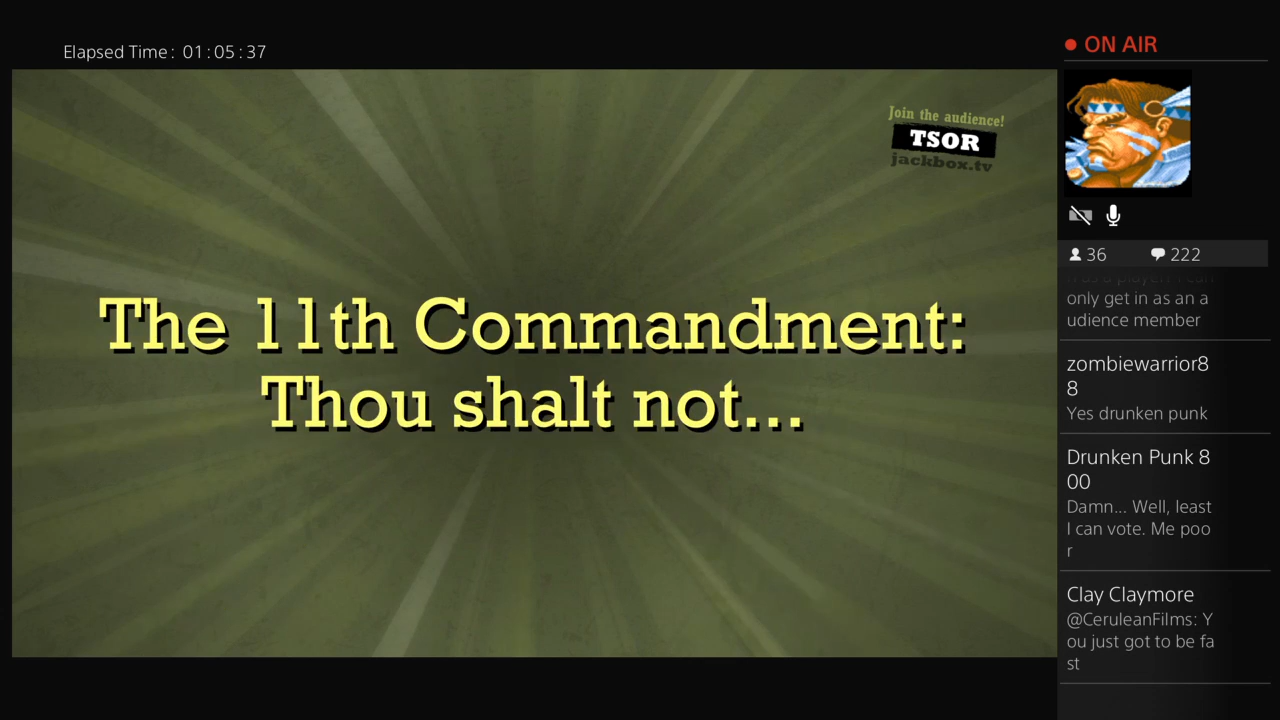 Elapsed Time: 01:05:37
ON AIR
Join the audience!
TSOR
jackbox.tv
The 11th Commandment:
Thou shalt not...
36 222
only get in as an a
udience member
zombiewarrior8
8
Yes drunken punk
Drunken Punk 8
00
Damn... Well, least
I can vote. Me poo
r
Clay Claymore
@CeruleanFilms: Y
ou just got to be fa
st